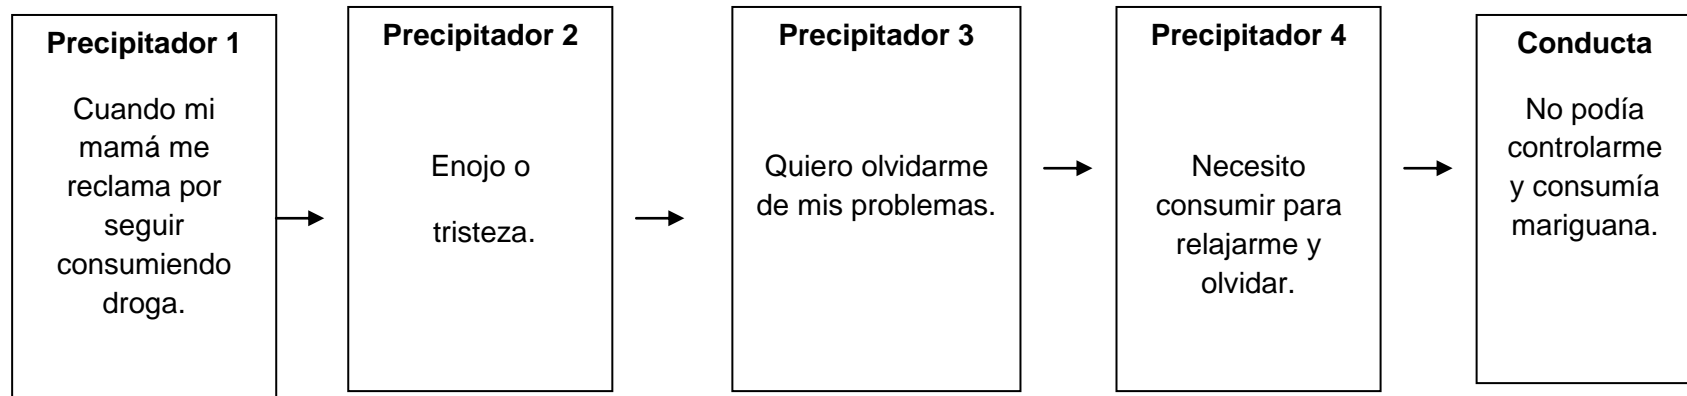 Precipitador 1
Cuando mi
mamá me
reclama por
seguir
consumiendo
droga.
Precipitador 2
Enojo o
tristeza.
Precipitador 3
Quiero olvidarme
de mis problemas.
Precipitador 4
Necesito
consumir para
relajarme y
olvidar.
Conducta
No podía
controlarme
y consumía
mariguana.